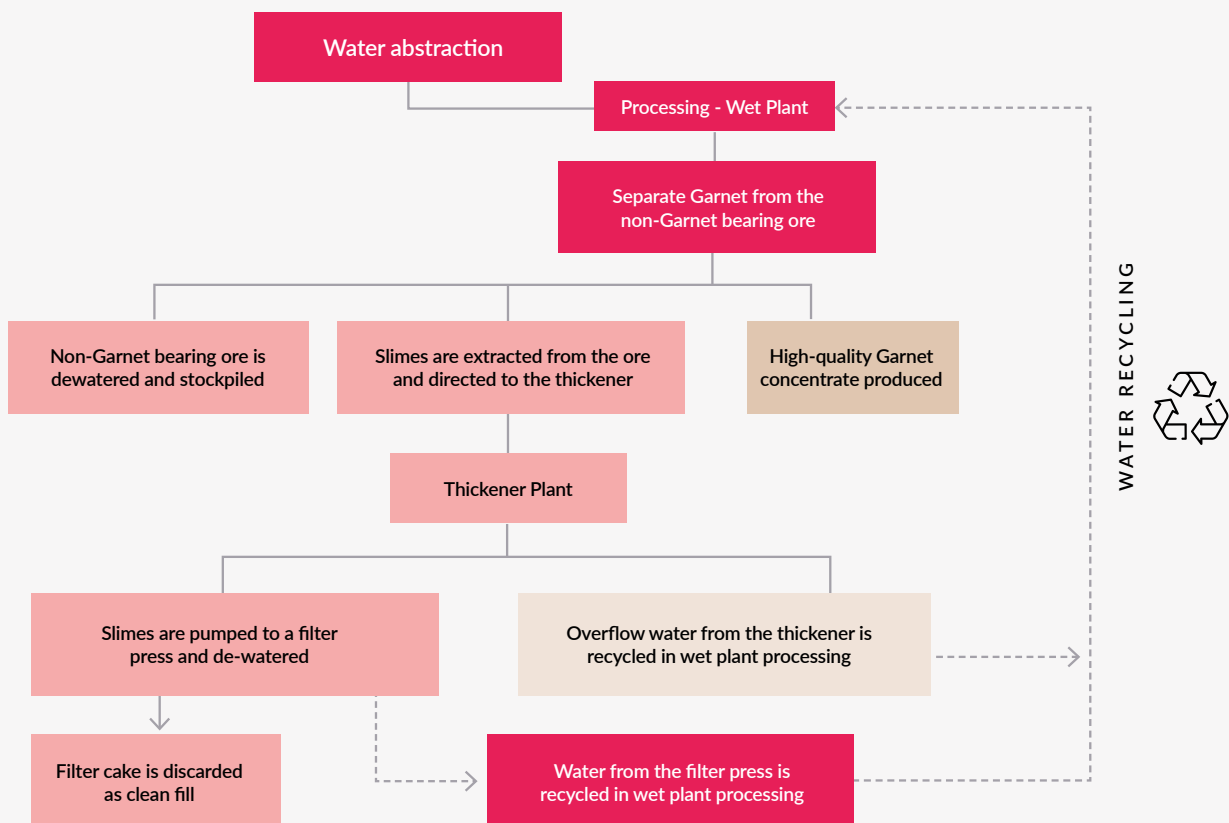 Water abstraction
Processing - Wet Plant
Separate Garnet from the
non-Garnet bearing ore
Non-Garnet bearing ore is
dewatered and stockpiled
Slimes are extracted from the ore
and directed to the thickener
High-quality Garnet
concentrate produced
WATER RECYCLING
Thickener Plant
Slimes are pumped to a filter
press and de-watered
Overflow water from the thickener is
recycled in wet plant processing
Filter cake is discarded
as clean fill
Water from the filter press is
recycled in wet plant processing